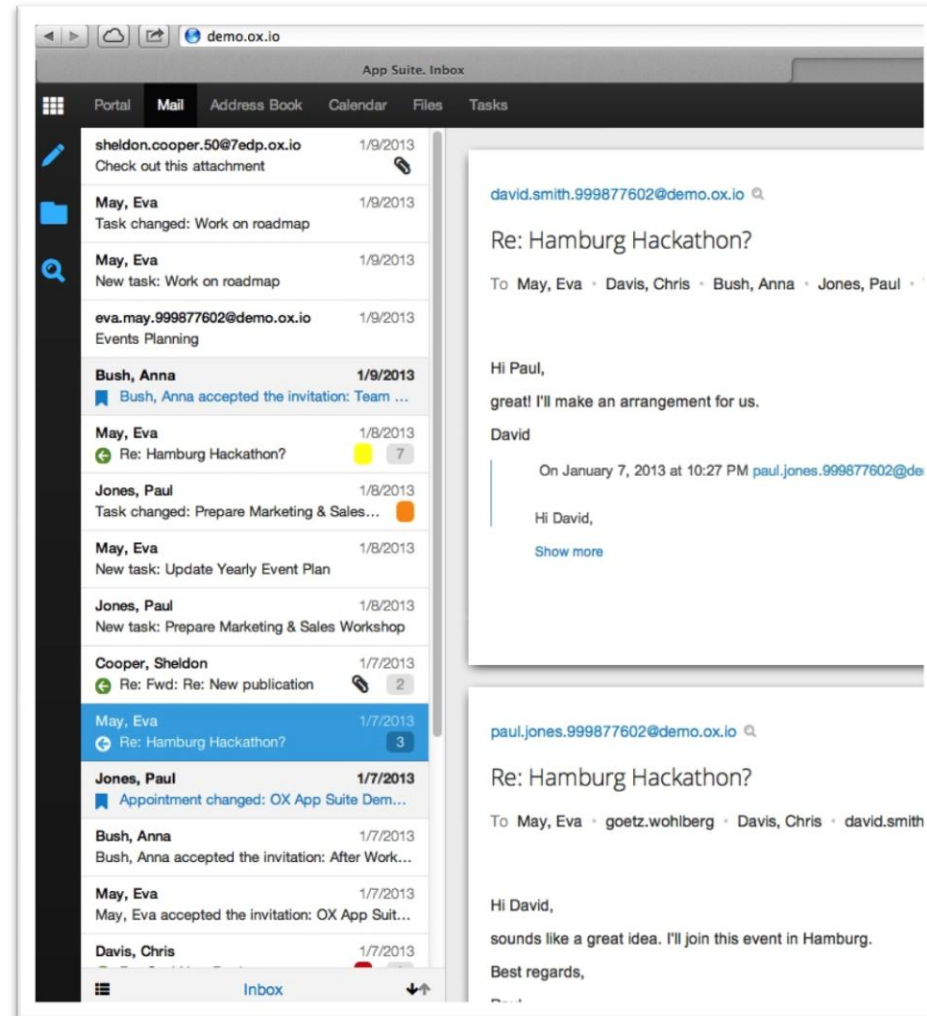 demo.ox.io
App Suite. Inbox
Portal Mail Address Book Calendar Files Tasks
sheldon.cooper.50@7edp.ox.io 1/9/2013
Check out this attachment
May, Eva 1/9/2013
Task changed: Work on roadmap
May, Eva 1/9/2013
New task: Work on roadmap
eva.may.999877602@demo.ox.io 1/9/2013
Events Planning
Bush, Anna 1/9/2013
Bush, Anna accepted the invitation: Team ...
May, Eva 1/8/2013
Re: Hamburg Hackathon? 7
Jones, Paul 1/8/2013
Task changed: Prepare Marketing & Sales...
May, Eva 1/8/2013
New task: Update Yearly Event Plan
Jones, Paul 1/8/2013
New task: Prepare Marketing & Sales Workshop
Cooper, Sheldon 1/7/2013
Re: Fwd: Re: New publication 2
May, Eva 1/7/2013
Re: Hamburg Hackathon? 3
Jones, Paul 1/7/2013
Appointment changed: OX App Suite Dem...
Bush, Anna 1/7/2013
Bush, Anna accepted the invitation: After Work...
May, Eva 1/7/2013
May, Eva accepted the invitation: OX App Suit...
Davis, Chris 1/7/2013
Inbox
david.smith.999877602@demo.ox.io
Re: Hamburg Hackathon?
To May, Eva • Davis, Chris • Bush, Anna • Jones, Paul •
Hi Paul,
great! I'll make an arrangement for us.
David
On January 7, 2013 at 10:27 PM paul.jones.999877602@de
Hi David,
Show more
paul.jones.999877602@demo.ox.io
Re: Hamburg Hackathon?
To May, Eva • goetz.wohlberg • Davis, Chris • david.smith
Hi David,
sounds like a great idea. I'll join this event in Hamburg.
Best regards,